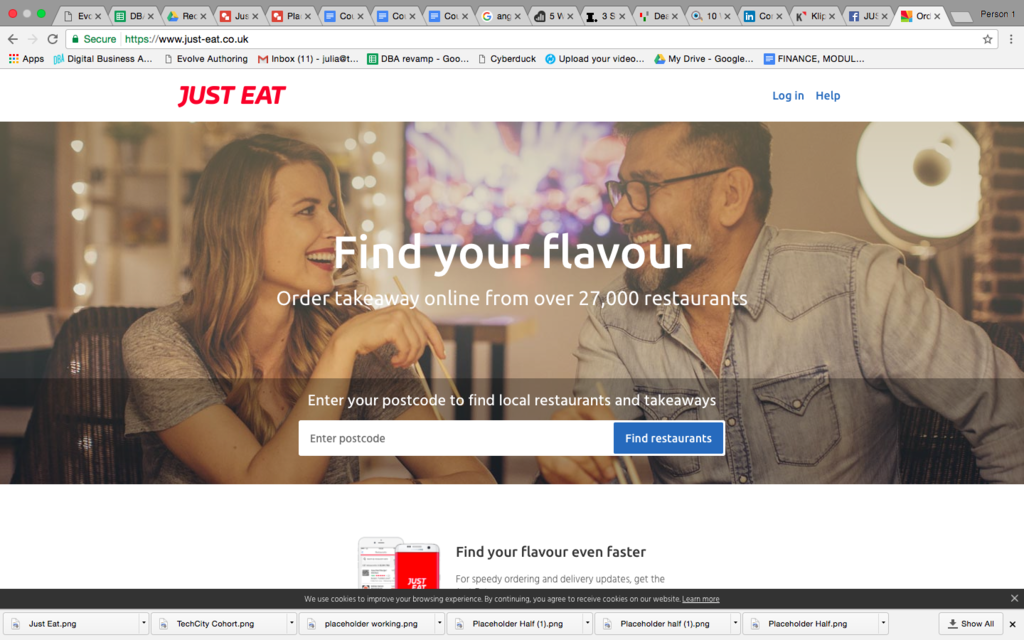 Evo
DB
Rec
Jus
Pla
Co
Co
Cou
ang
5 W
3 S
Dea
10
Co
Klip
JUS
Ord
Person 1
Secure https://www.just-eat.co.uk
Apps Digital Business A... Evolve Authoring Inbox (11) - julia@t... DBA revamp - Goo... Cyberduck Upload your video... My Drive - Google... FINANCE, MODUL...
JUST EAT
Log in Help
Find your flavour
Order takeaway online from over 27,000 restaurants
Enter your postcode to find local restaurants and takeaways
Enter postcode Find restaurants
Find your flavour even faster
For speedy ordering and delivery updates, get the
JUST
EAT
We use cookies to improve your browsing experience. By continuing, you agree to receive cookies on our website. Learn more
Just Eat.png TechCity Cohort.png placeholder working.png Placeholder Half (1).png Placeholder half (1).png Placeholder Half.png Show All